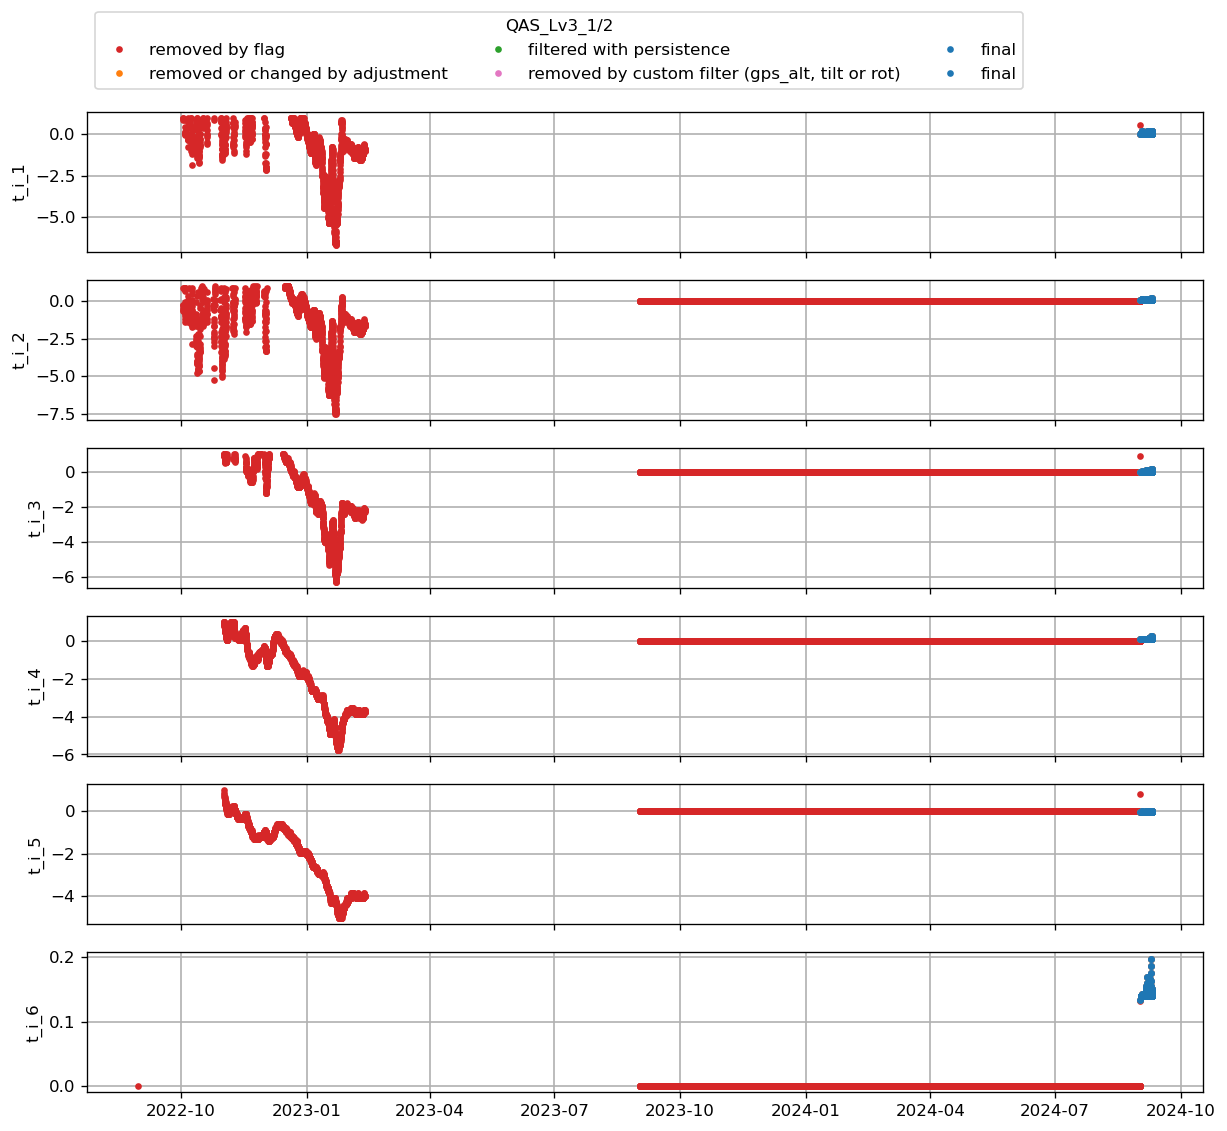 QAS_Lv3_1/2
removed by flag
filtered with persistence
final
removed or changed by adjustment
removed by custom filter (gps_alt, tilt or rot)
final
0.0
−2.5
−5.0
t_i_1
0.0
−2.5
−5.0
−7.5
t_i_2
0
−2
−4
−6
t_i_3
0
−2
−4
−6
t_i_4
0
−2
−4
t_i_5
0.2
0.1
0.0
t_i_6
2022-10
2023-01
2023-04
2023-07
2023-10
2024-01
2024-04
2024-07
2024-10